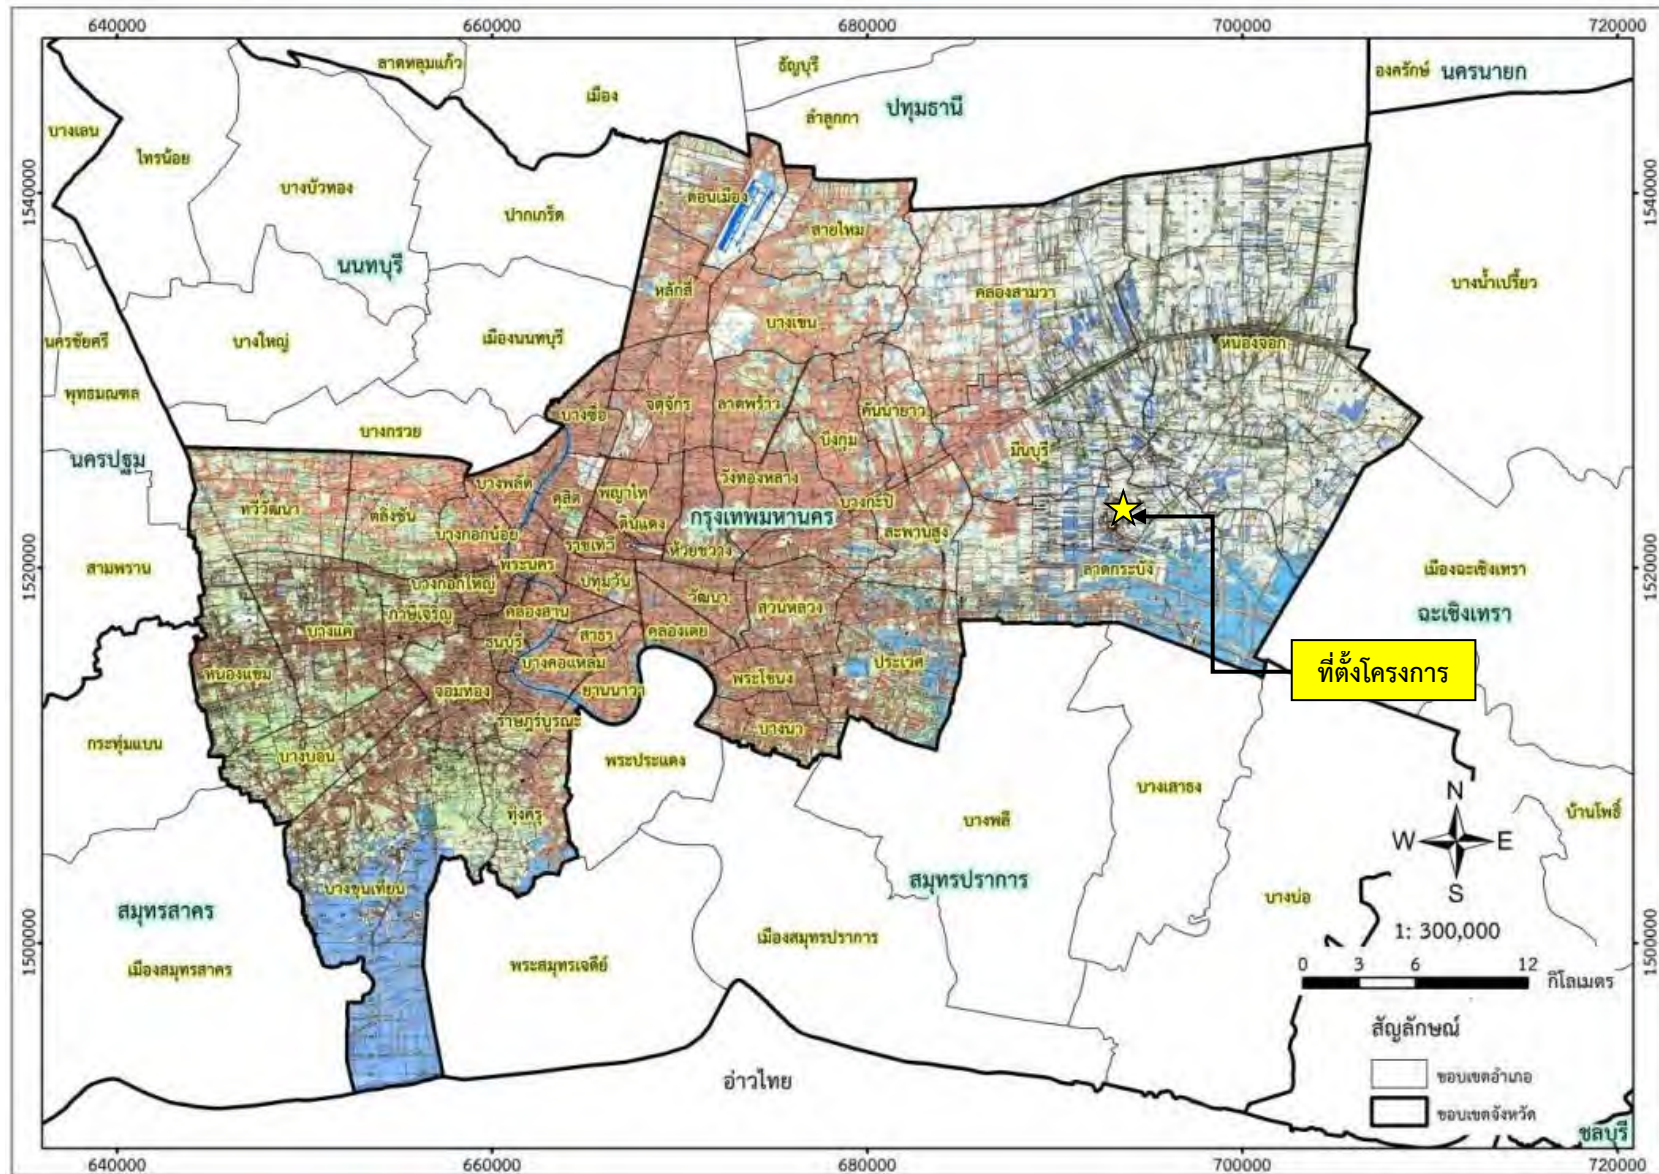 640000 660000 680000 700000 720000
ลาดหลุมแก้ว
ธัญบุรี
องครักษ์ นครนายก
เมือง
ปทุมธานี
ลำลูกกา
บางเลน
ไทรน้อย
บางบัวทอง
ปากเกร็ด
1540000
1540000
ดอนเมือง
สายไหม
นนทบุรี
หลักสี่
คลองสามวา
บางน้ำเปรี้ยว
บางเขน
นครชัยศรี
บางใหญ่
เมืองนนทบุรี
หนองจอก
พุทธมณฑล
บางซื่อ
จตุจักร
ลาดพร้าว
คันนายาว
บางกรวย
บึงกุ่ม
มีนบุรี
นครปฐม
บางพลัด
ดุสิต
พญาไท
วังทองหลาง
บางกะปิ
ทวีวัฒนา
ตลิ่งชัน
ดินแดง
กรุงเทพมหานคร
บางกอกน้อย
สะพานสูง
ราชเทวี
ห้วยขวาง
สามพราน
พระนคร
ลาดกระบัง
เมืองฉะเชิงเทรา
1520000
1520000
บางกอกใหญ่
ปทุมวัน
วัฒนา
สวนหลวง
ภาษีเจริญ
คลองสาน
ฉะเชิงเทรา
บางแค
ธนบุรี
สาธร
คลองเตย
บางคอแหลม
ประเวศ
ที่ตั้งโครงการ
หนองแขม
จอมทอง
ยานนาวา
พระโขนง
ราษฎร์บูรณะ
บางนา
กระทุ่มแบน
บางบอน
พระประแดง
บางเสาธง
N
ทุ่งครุ
บางพลี
บ้านโพธิ์
W E
บางขุนเทียน
สมุทรปราการ
S
สมุทรสาคร
บางบ่อ
1: 300,000
เมืองสมุทรปราการ
1500000
1500000
เมืองสมุทรสาคร
พระสมุทรเจดีย์
0 3 6 12
กิโลเมตร
สัญลักษณ์
อ่าวไทย
ขอบเขตอำเภอ
ขอบเขตจังหวัด
ชลบุรี
640000 660000 680000 700000 720000